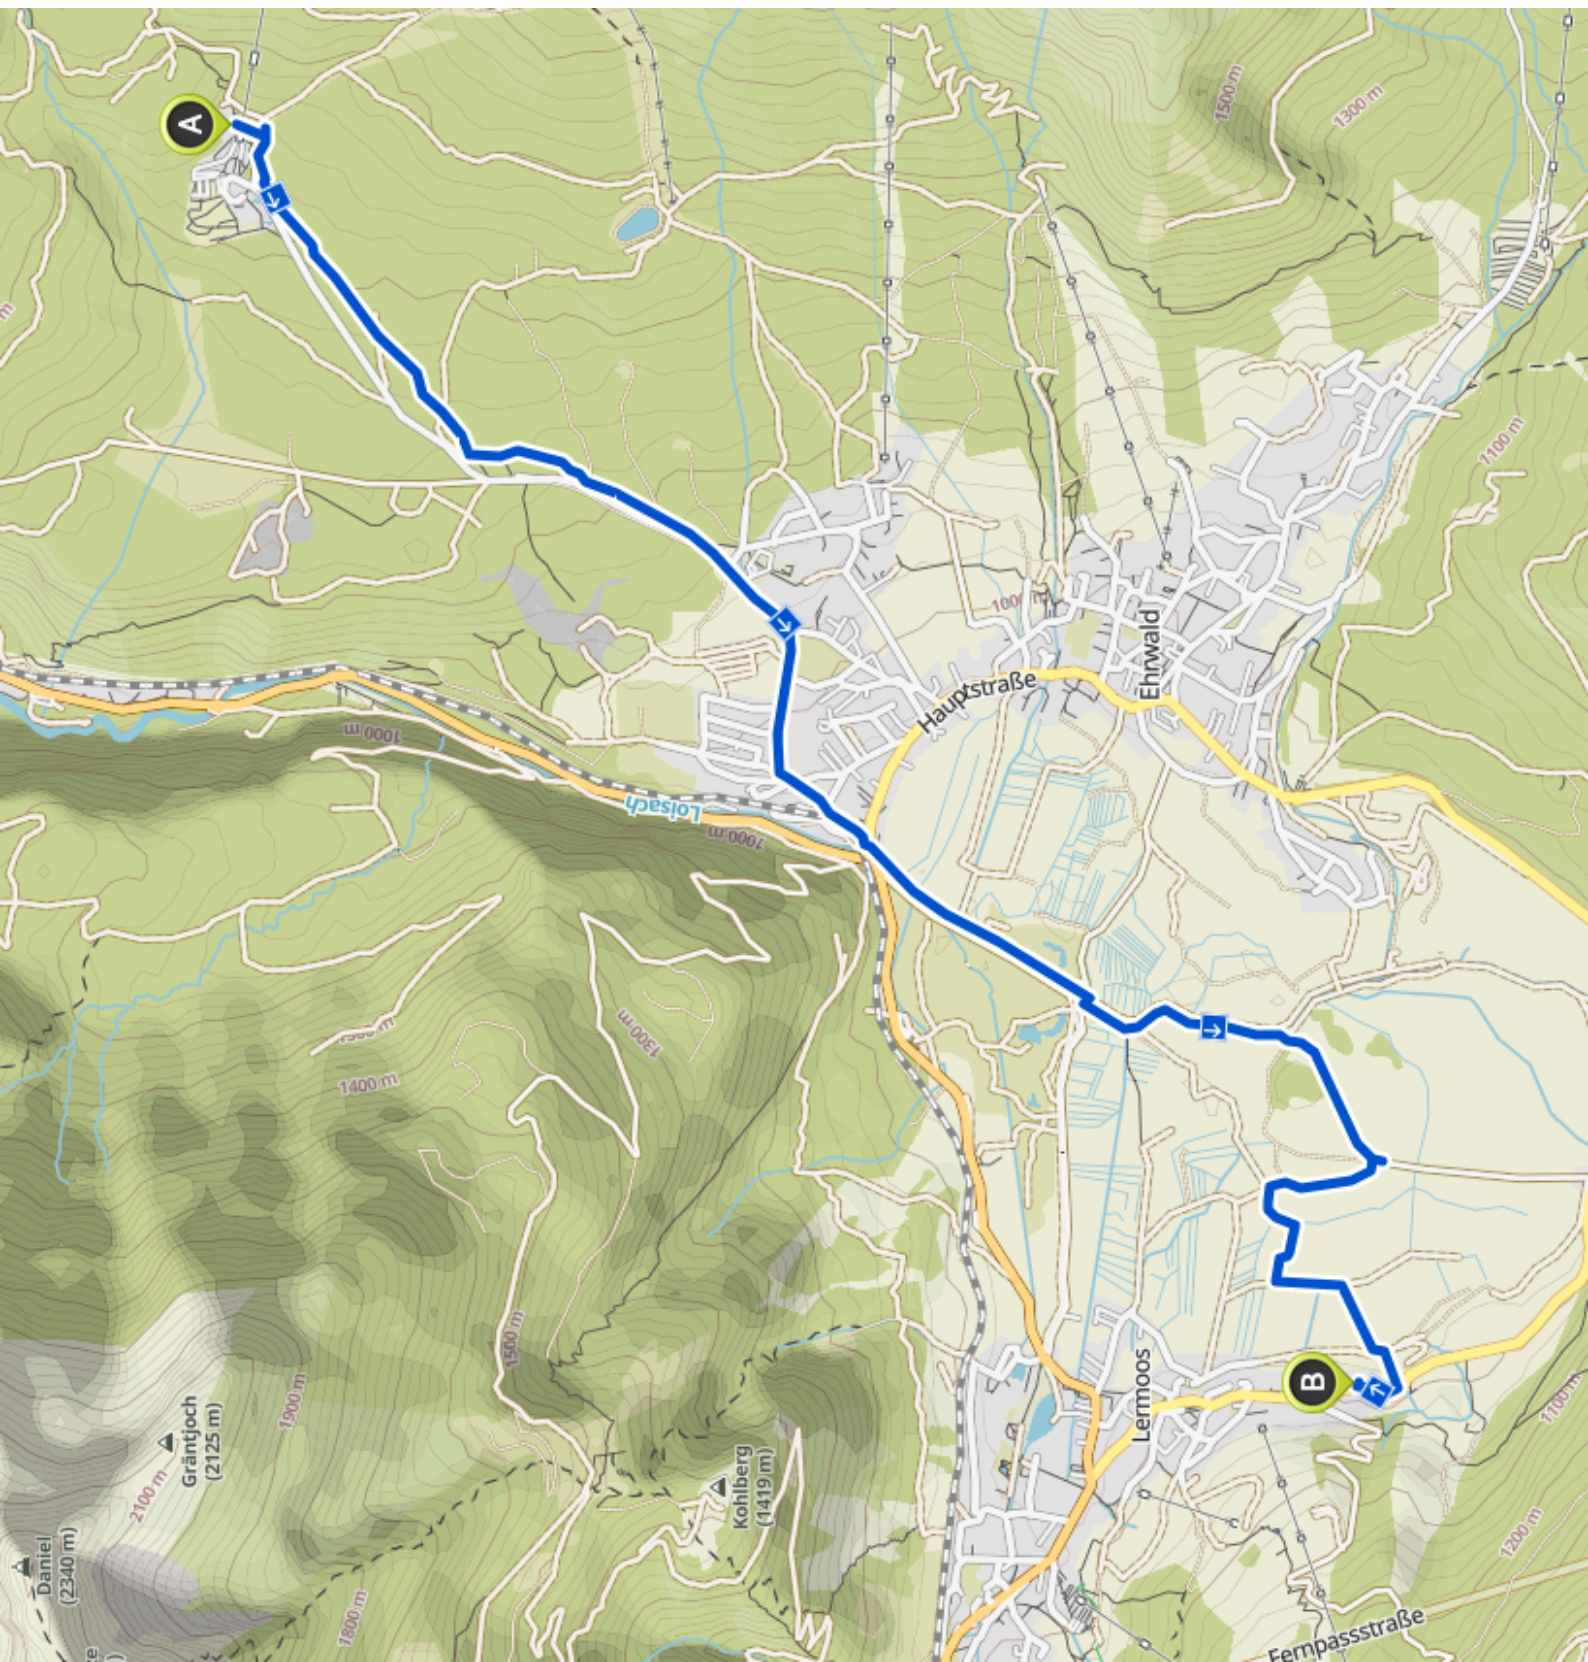 A
1500 m
1300 m
m
1100 m
1000 m
Ehrwald
Hauptstraße
1000 m
Loisach
1000 m
1300 m
1400 m
1500 m
Lermoos
B
Gräntjoch
(2125 m)
1900 m
2100 m
Kohlberg
(1419 m)
Daniel
(2340 m)
1800 m
1100 m
1200 m
Fernpassstraße